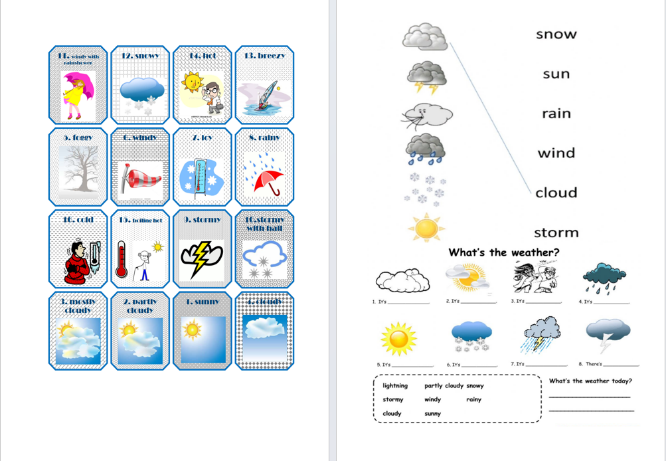 11. windy with
rainshower
12. snowy
14. hot
13. breezy
5. foggy
6. windy
7. icy
8. rainy
16. cold
15. boiling hot
9. stormy
10. stormy
with hail
3. mostly
cloudy
2. partly
cloudy
1. sunny
4. cloudy
snow
sun
rain
wind
cloud
storm
What's the weather?
1. It's
2. It's
3. It's
4. It's
5. It's
6. It's
7. It's
8. There's
lightning partly cloudy snowy
stormy windy rainy
cloudy sunny
What's the weather today?